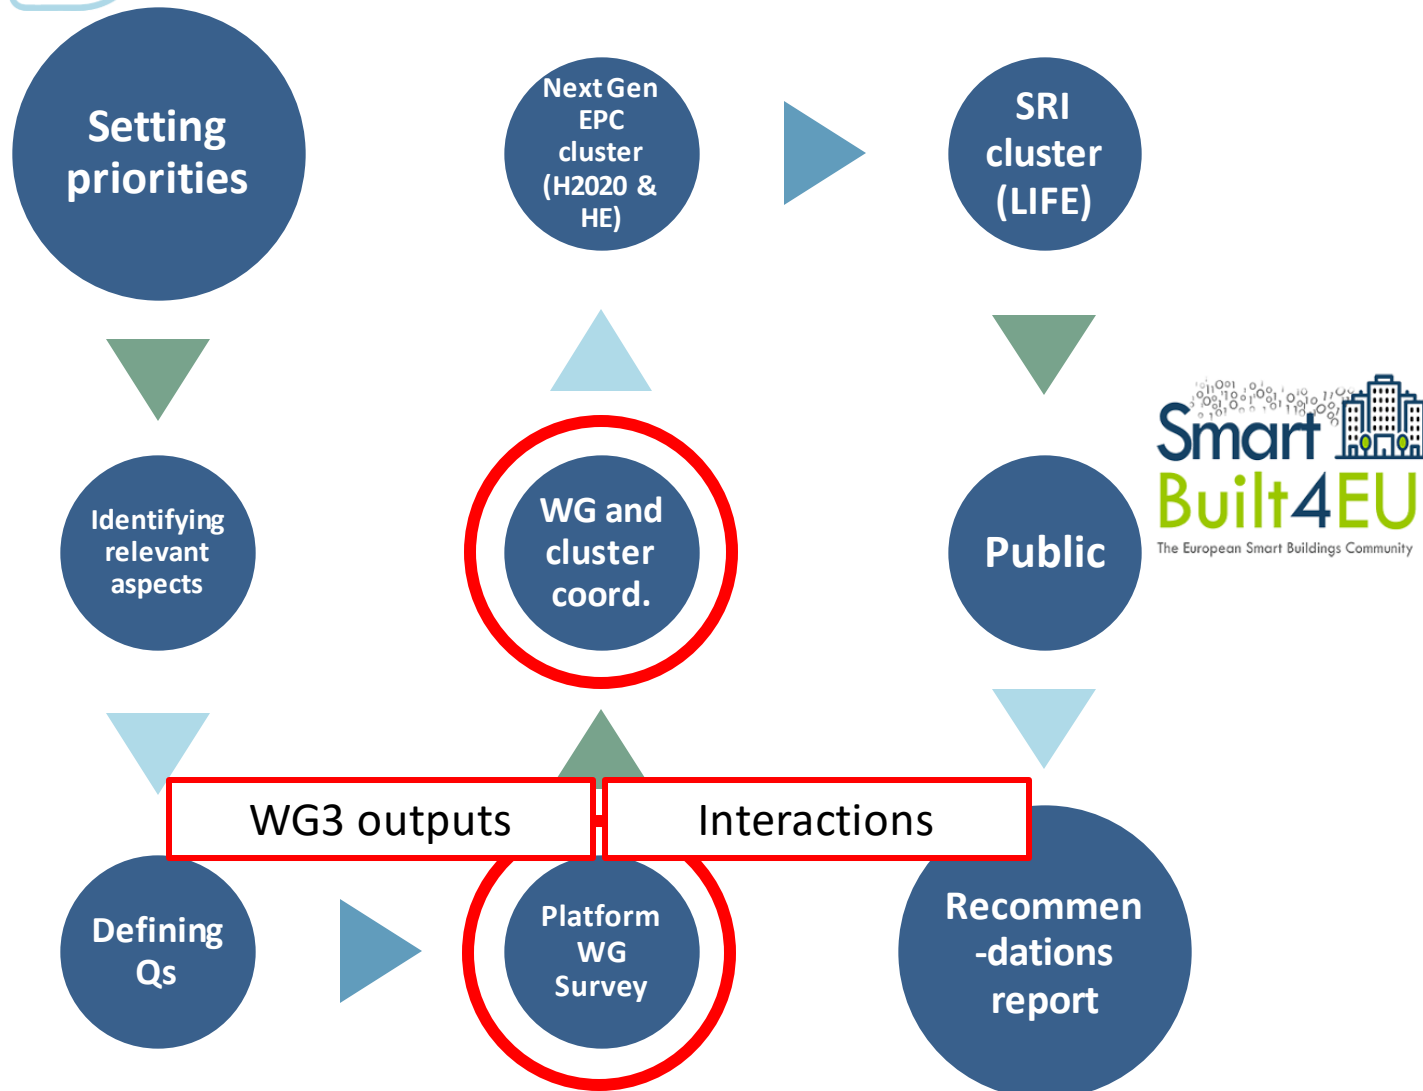 Setting
priorities
Identifying
relevant
aspects
Defining
Qs
Platform
WG
Survey
WG and
cluster
coord.
Next Gen
EPC
cluster
(H2020 &
HE)
SRI
cluster
(LIFE)
Public
Recommen
-dations
report
WG3 outputs
Interactions
Smart
Built4EU
The European Smart Buildings Community